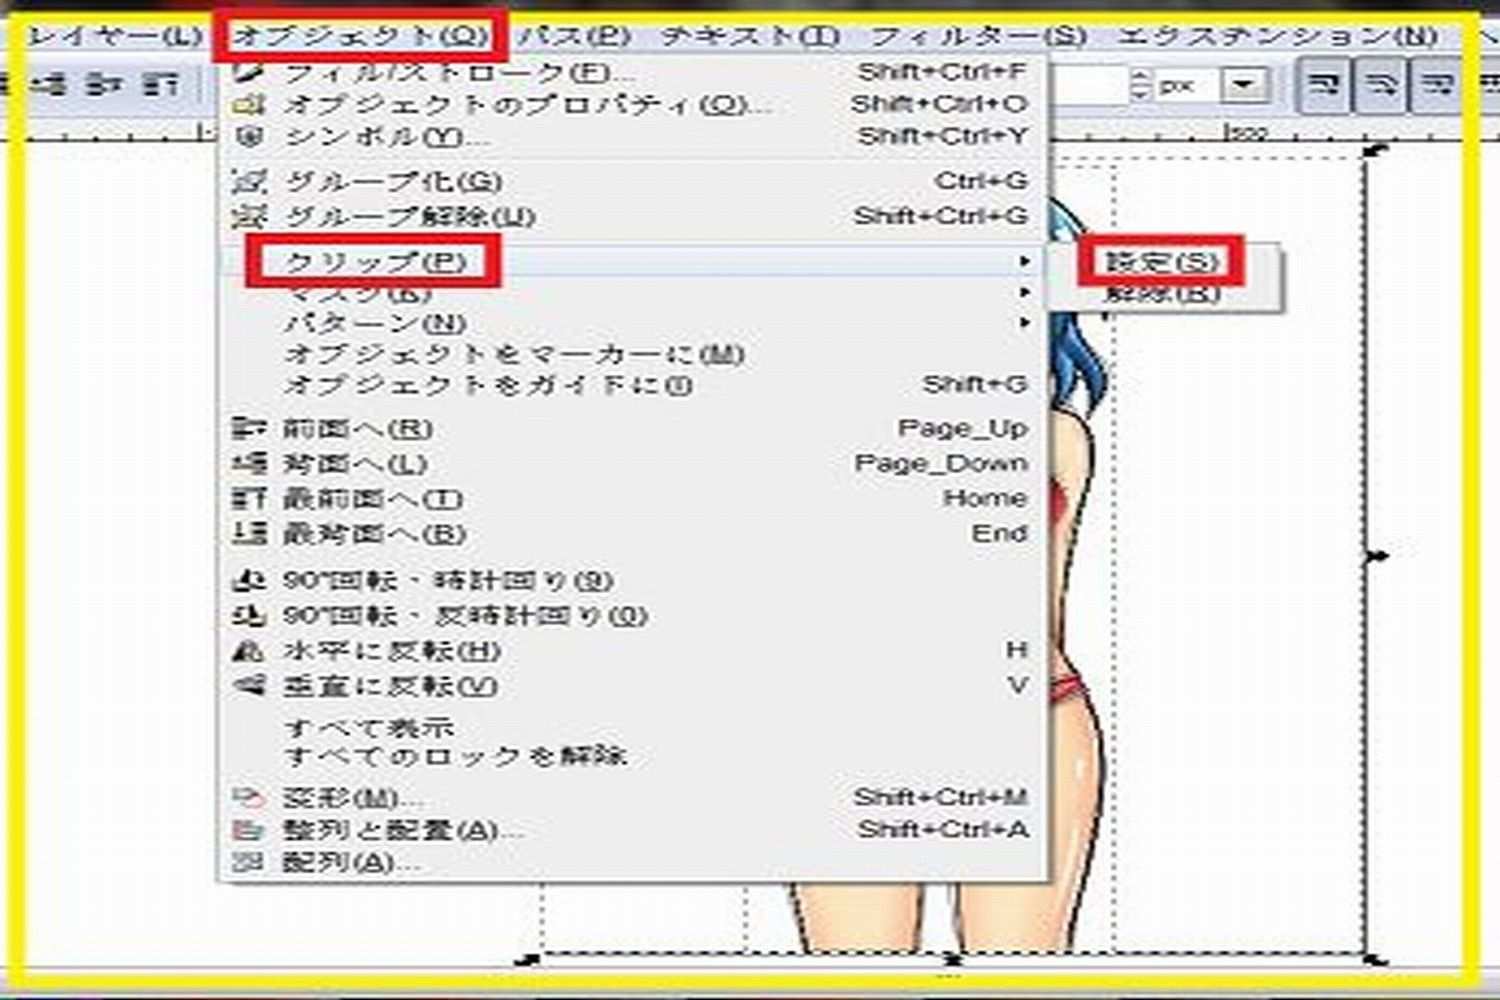 レイヤー(L) オブジェクト(O) パス(P) テキスト(T) フィルター(S) エクステンション(N) ヘ
フィル/ストローク(F)... Shift+Ctrl+F
px
オブジェクトのプロパティ(O)... Shift+Ctrl+O
シンボル(Y)... Shift+Ctrl+Y
500
グループ化(G) Ctrl+G
グループ解除(U) Shift+Ctrl+G
クリップ(P) 設定(S)
マスク(K) 解除(R)
パターン(N)
オブジェクトをマーカーに(M)
オブジェクトをガイドに(I) Shift+G
前面へ(R) Page_Up
背面へ(L) Page_Down
最前面へ(T) Home
最背面へ(B) End
90°回転、時計回り(9)
90°回転、反時計回り(0)
水平に反転(H) H
垂直に反転(V) V
すべて表示
すべてのロックを解除
変形(M)... Shift+Ctrl+M
整列と配置(A)... Shift+Ctrl+A
配列(A)...